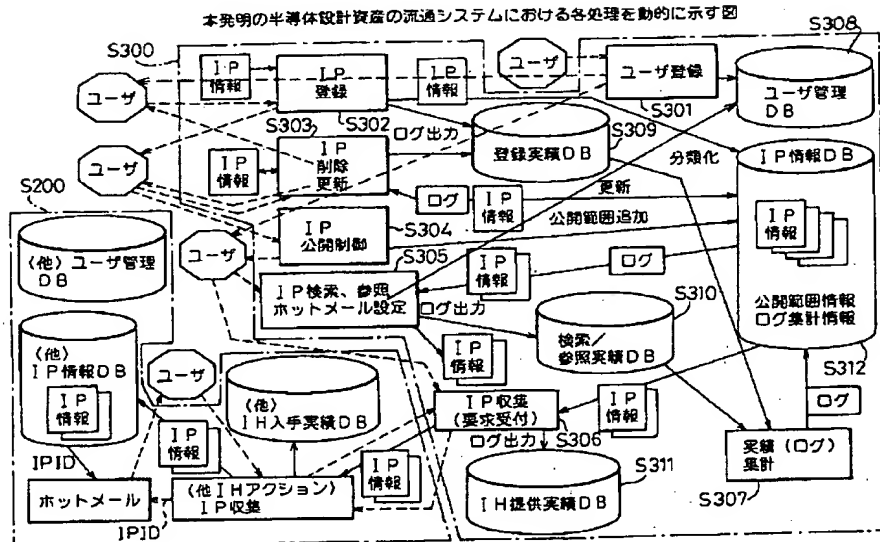 本発明の半導体設計資産の流通システムにおける各処理を動的に示す図
S300
IP
情報
IP
登録
IP
情報
ユーザ
ユーザ登録
S308
ユーザ
S303
S302
ログ出力
S301
ユーザ管理
DB
S309
登録実績DB
分類化
IP情報DB
ユーザ
IP
情報
IP
削除
更新
ログ
IP
情報
更新
S200
IP
公開制御
S304
公開範囲追加
IP
情報
(他)ユーザ管理
DB
ユーザ
S305
IP
情報
ログ
IP検索、参照
ホットメール設定
ログ出力
S310
公開範囲情報
ログ集計情報
検索/
参照実績DB
(他)
IP情報DB
IP
情報
ユーザ
IP
情報
S312
(他)
IH入手実績DB
IP収集
(要求受付)
IP
情報
ログ
ログ出力
S306
IP
情報
IP
情報
実績(ログ)
集計
IPID
S311
S307
ホットメール
(他IHアクション)
IP収集
IH提供実績DB
IPID